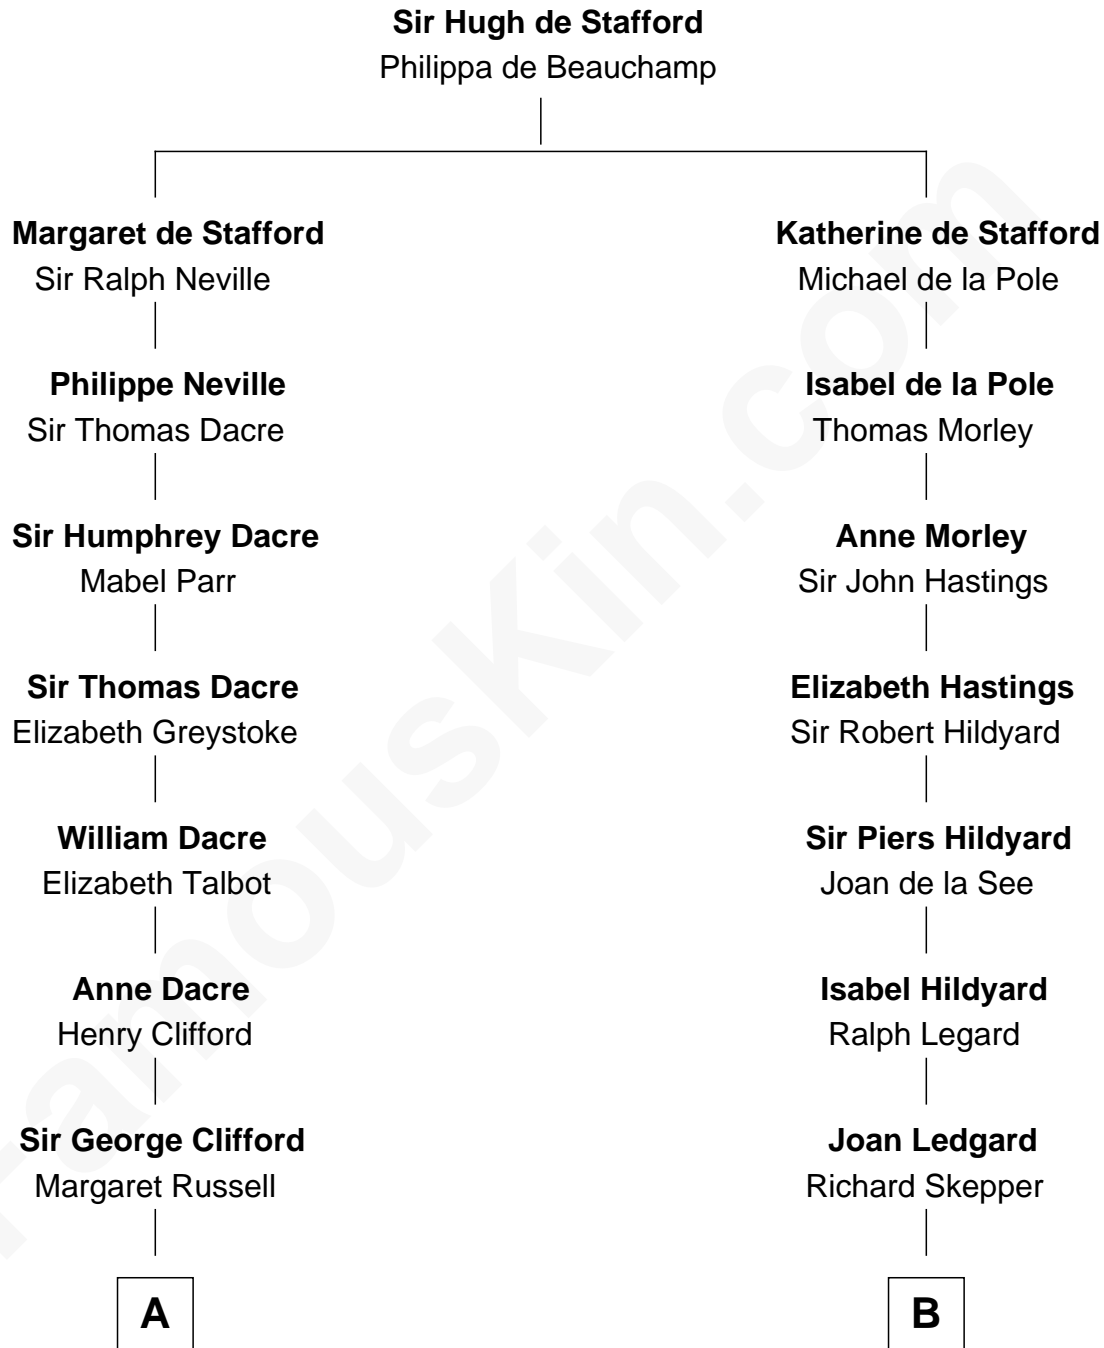 Sir Hugh de Stafford
Philippa de Beauchamp
Margaret de Stafford
Sir Ralph Neville
Katherine de Stafford
Michael de la Pole
Philippe Neville
Sir Thomas Dacre
Isabel de la Pole
Thomas Morley
Sir Humphrey Dacre
Mabel Parr
Anne Morley
Sir John Hastings
Sir Thomas Dacre
Elizabeth Greystoke
Elizabeth Hastings
Sir Robert Hildyard
William Dacre
Elizabeth Talbot
Sir Piers Hildyard
Joan de la See
Anne Dacre
Henry Clifford
Isabel Hildyard
Ralph Legard
Sir George Clifford
Margaret Russell
Joan Ledgard
Richard Skepper
A
B
FamousKin.com